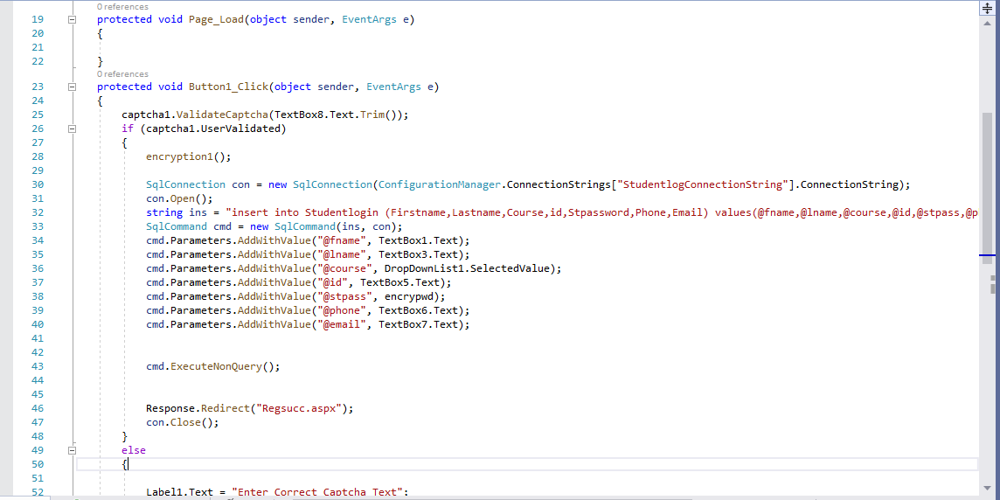 0 references
19 protected void Page_Load(object sender, EventArgs e)
20 {
21
22 }
0 references
23 protected void Button1_Click(object sender, EventArgs e)
24 {
25 captcha1.ValidateCaptcha(TextBox8.Text.Trim());
26 if (captcha1.UserValidated)
27 {
28 encryption1();
29
30 SqlConnection con = new SqlConnection(ConfigurationManager.ConnectionStrings["StudentlogConnectionString"].ConnectionString);
31 con.Open();
32 string ins = "insert into Studentlogin (Firstname,Lastname,Course,id,Stpassword,Phone,Email) values(@fname,@lname,@course,@id,@stpass,@p
33 SqlCommand cmd = new SqlCommand(ins, con);
34 cmd.Parameters.AddWithValue("@fname", TextBox1.Text);
35 cmd.Parameters.AddWithValue("@lname", TextBox3.Text);
36 cmd.Parameters.AddWithValue("@course", DropDownList1.SelectedValue);
37 cmd.Parameters.AddWithValue("@id", TextBox5.Text);
38 cmd.Parameters.AddWithValue("@stpass", encrypwd);
39 cmd.Parameters.AddWithValue("@phone", TextBox6.Text);
40 cmd.Parameters.AddWithValue("@email", TextBox7.Text);
41
42
43 cmd.ExecuteNonQuery();
44
45
46 Response.Redirect("Regsucc.aspx");
47 con.Close();
48 }
49 else
50 {
51
52 Label1.Text = "Enter Correct Captcha Text";